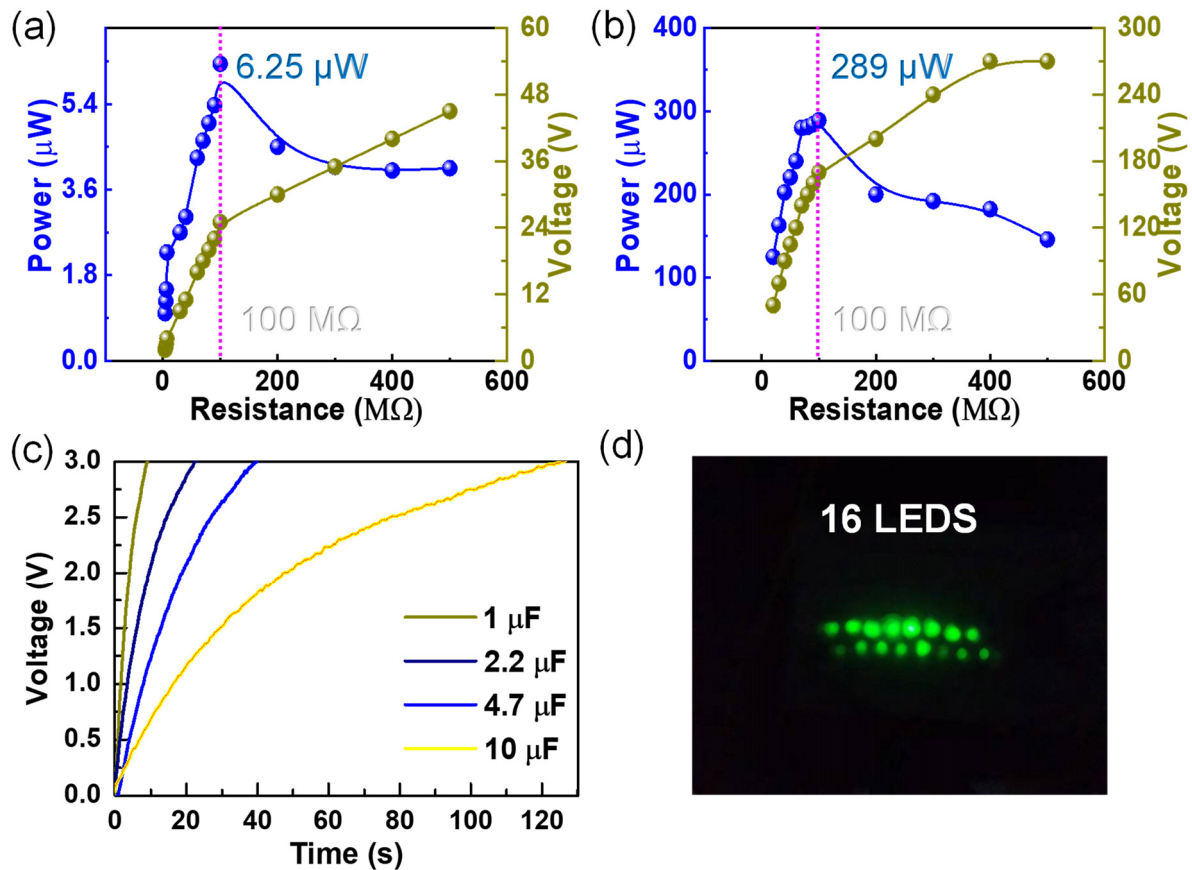 (a)
6.25 μW
100 MΩ
Power (μW)
0.0
1.8
3.6
5.4
Voltage (V)
0
12
24
36
48
60
0
200
400
600
Resistance (MΩ)
(b)
289 μW
100 MΩ
Power (μW)
0
100
200
300
400
Voltage (V)
0
60
120
180
240
300
0
200
400
600
Resistance (MΩ)
(c)
Voltage (V)
3.0
2.5
2.0
1.5
1.0
0.5
0.0
1 μF
2.2 μF
4.7 μF
10 μF
0
20
40
60
80
100
120
Time (s)
(d)
16 LEDS